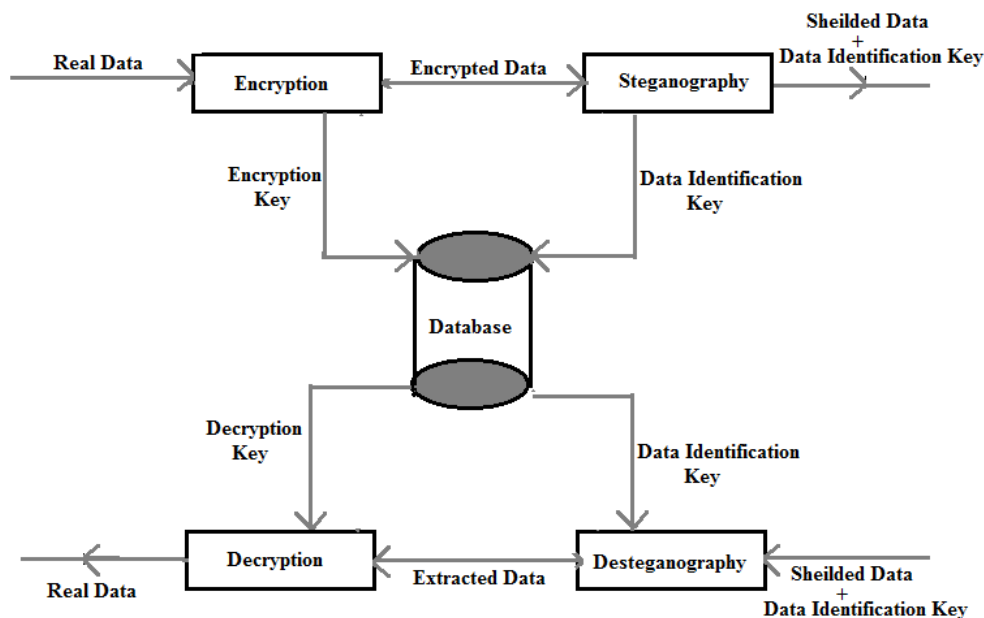 Sheilded Data
+
Data Identification Key
Real Data
Encryption
Encrypted Data
Steganography
Encryption
Key
Data Identification
Key
Database
Decryption
Key
Data Identification
Key
Decryption
Extracted Data
Desteganography
Real Data
Sheilded Data
+
Data Identification Key